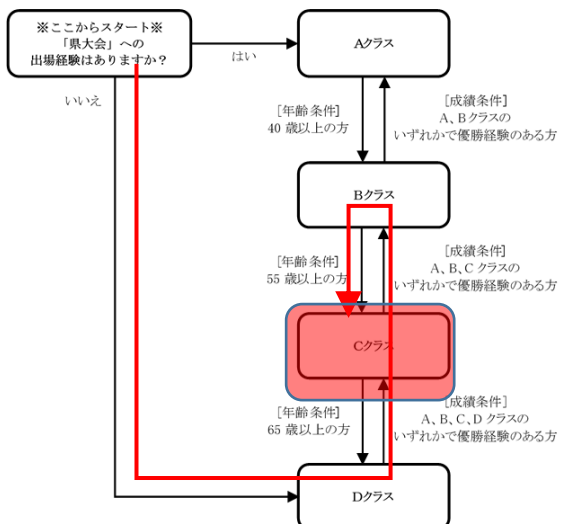 ※ここからスタート※
「県大会」への
出場経験はありますか？
はい
いいえ
Aクラス
［年齢条件］
40 歳以上の方
［成績条件］
A、Bクラスの
いずれかで優勝経験のある方
Bクラス
［年齢条件］
55 歳以上の方
［成績条件］
A、B、C クラスの
いずれかで優勝経験のある方
Cクラス
［年齢条件］
65 歳以上の方
［成績条件］
A、B、C、D クラスの
いずれかで優勝経験のある方
Dクラス